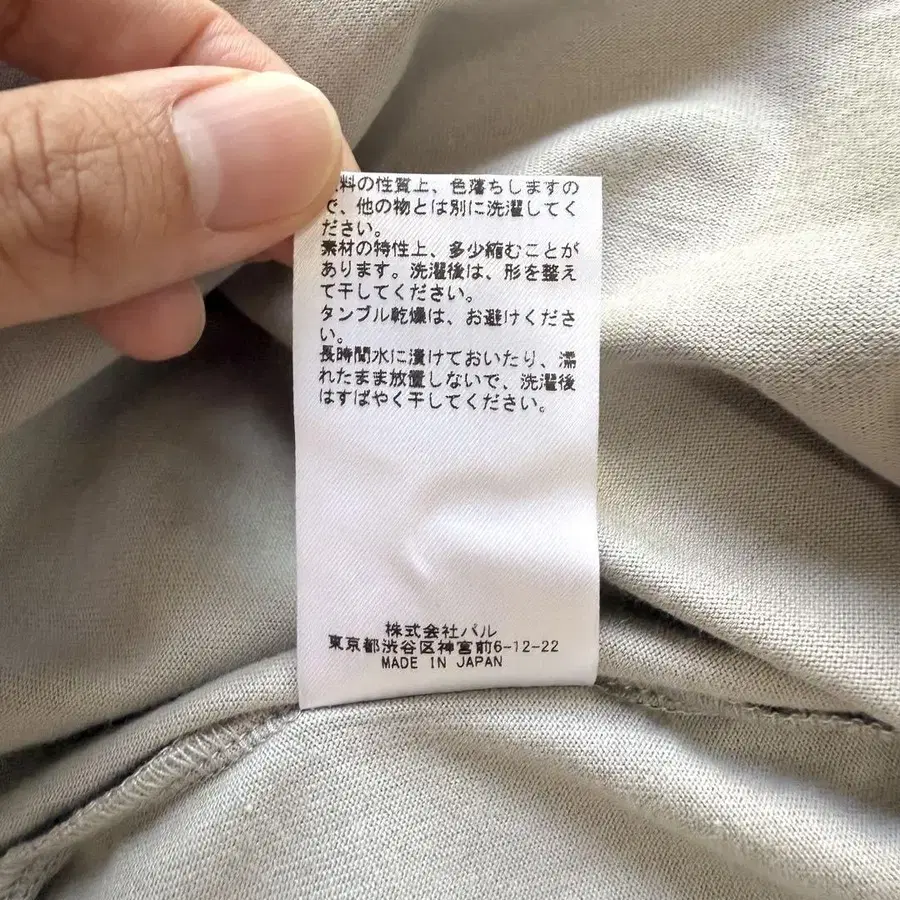 料の性質上、色落ちしますの
で、他の物とは別に洗濯してく
ださい。
素材の特性上、多少縮むことが
あります。洗濯後は、形を整え
て干してください。
タンブル乾燥は、お避けくださ
い。
長時間水に漬けておいたり、濡
れたまま放置しないで、洗濯後
はすばやく干してください。
株式会社パル
東京都渋谷区神宮前6-12-22
MADE IN JAPAN